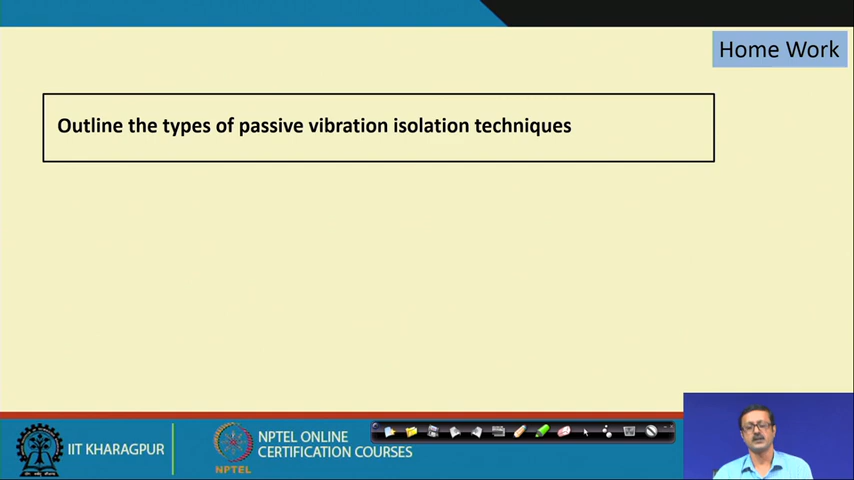 Home Work
Outline the types of passive vibration isolation techniques
IIT KHARAGPUR
NPTEL
NPTEL ONLINE
CERTIFICATION COURSES